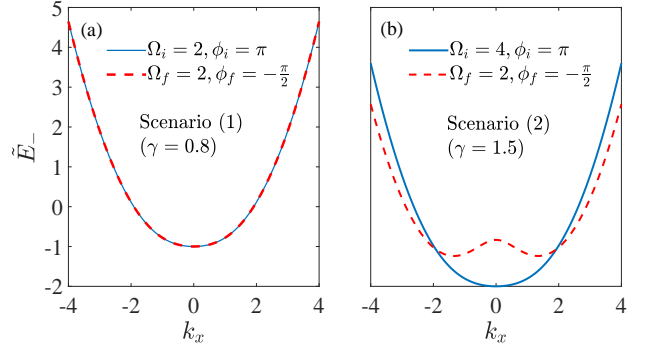 (a)
Ω_i = 2, φ_i = π
Ω_f = 2, φ_f = −π/2
Scenario (1)
(γ = 0.8)
Ẽ_−
5
4
3
2
1
0
-1
-2
-4
-2
0
2
4
k_x
(b)
Ω_i = 4, φ_i = π
Ω_f = 2, φ_f = −π/2
Scenario (2)
(γ = 1.5)
-4
-2
0
2
4
k_x